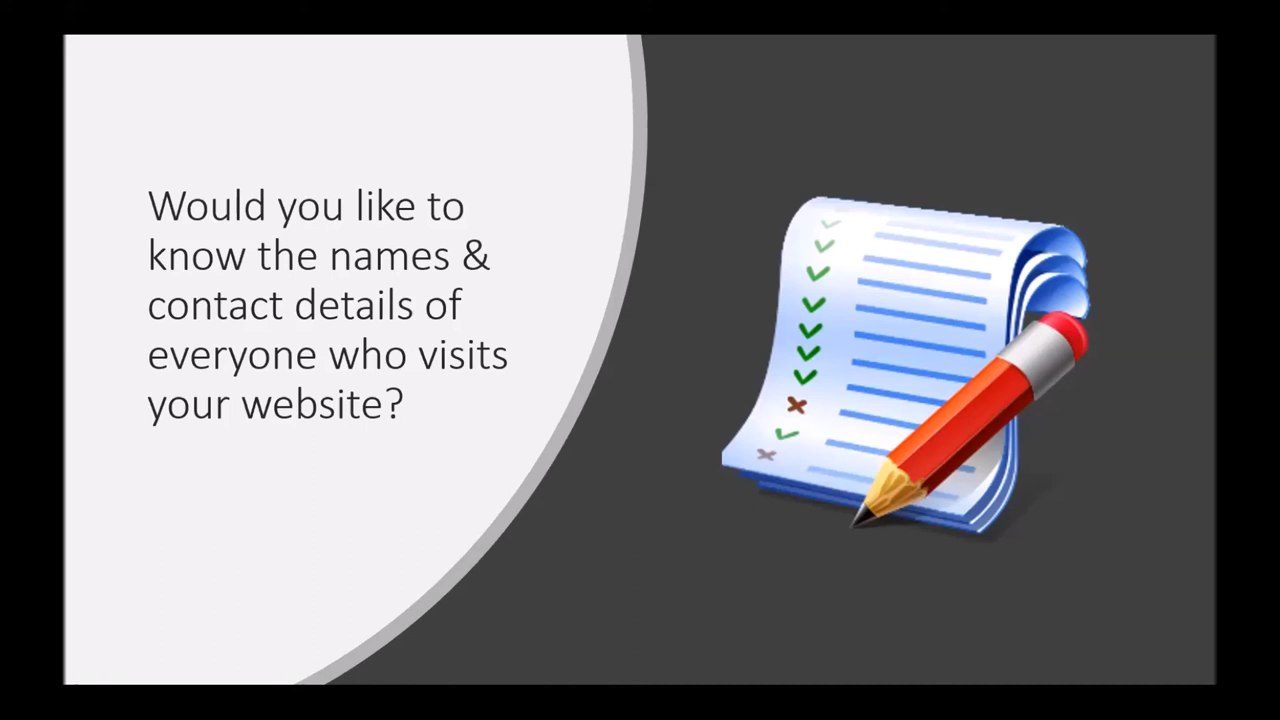 Would you like to
know the names &
contact details of
everyone who visits
your website?